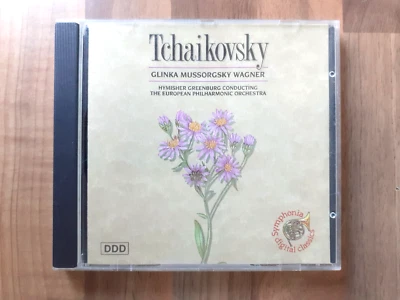 Tchaikovsky
GLINKA MUSSORGSKY WAGNER
HYMISHER GREENBURG CONDUCTING
THE EUROPEAN PHILHARMONIC ORCHESTRA
DDD
Symphonia
digital classics